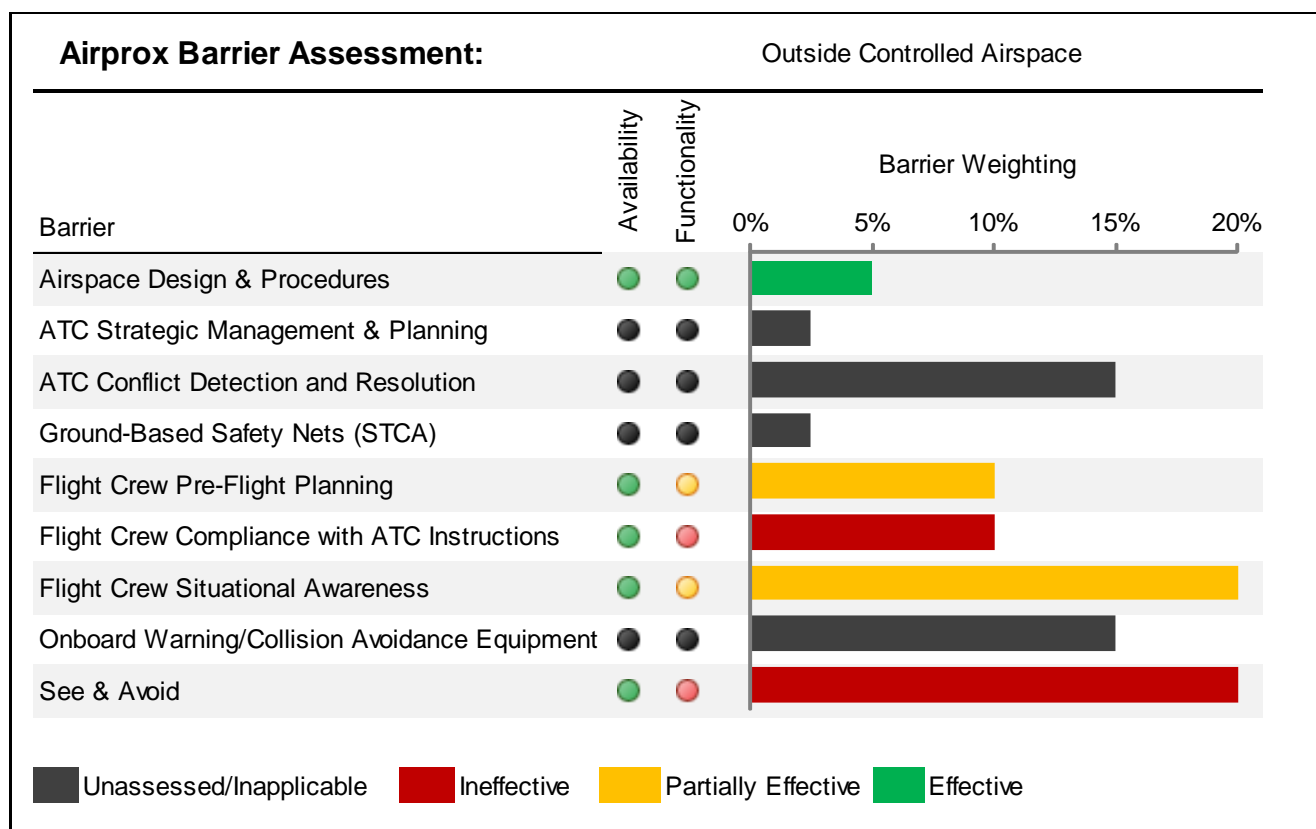 Airprox Barrier Assessment: Outside Controlled Airspace
Availability
Functionality
Barrier Weighting
Barrier
0% 5% 10% 15% 20%
Airspace Design & Procedures
ATC Strategic Management & Planning
ATC Conflict Detection and Resolution
Ground-Based Safety Nets (STCA)
Flight Crew Pre-Flight Planning
Flight Crew Compliance with ATC Instructions
Flight Crew Situational Awareness
Onboard Warning/Collision Avoidance Equipment
See & Avoid
Unassessed/Inapplicable Ineffective Partially Effective Effective